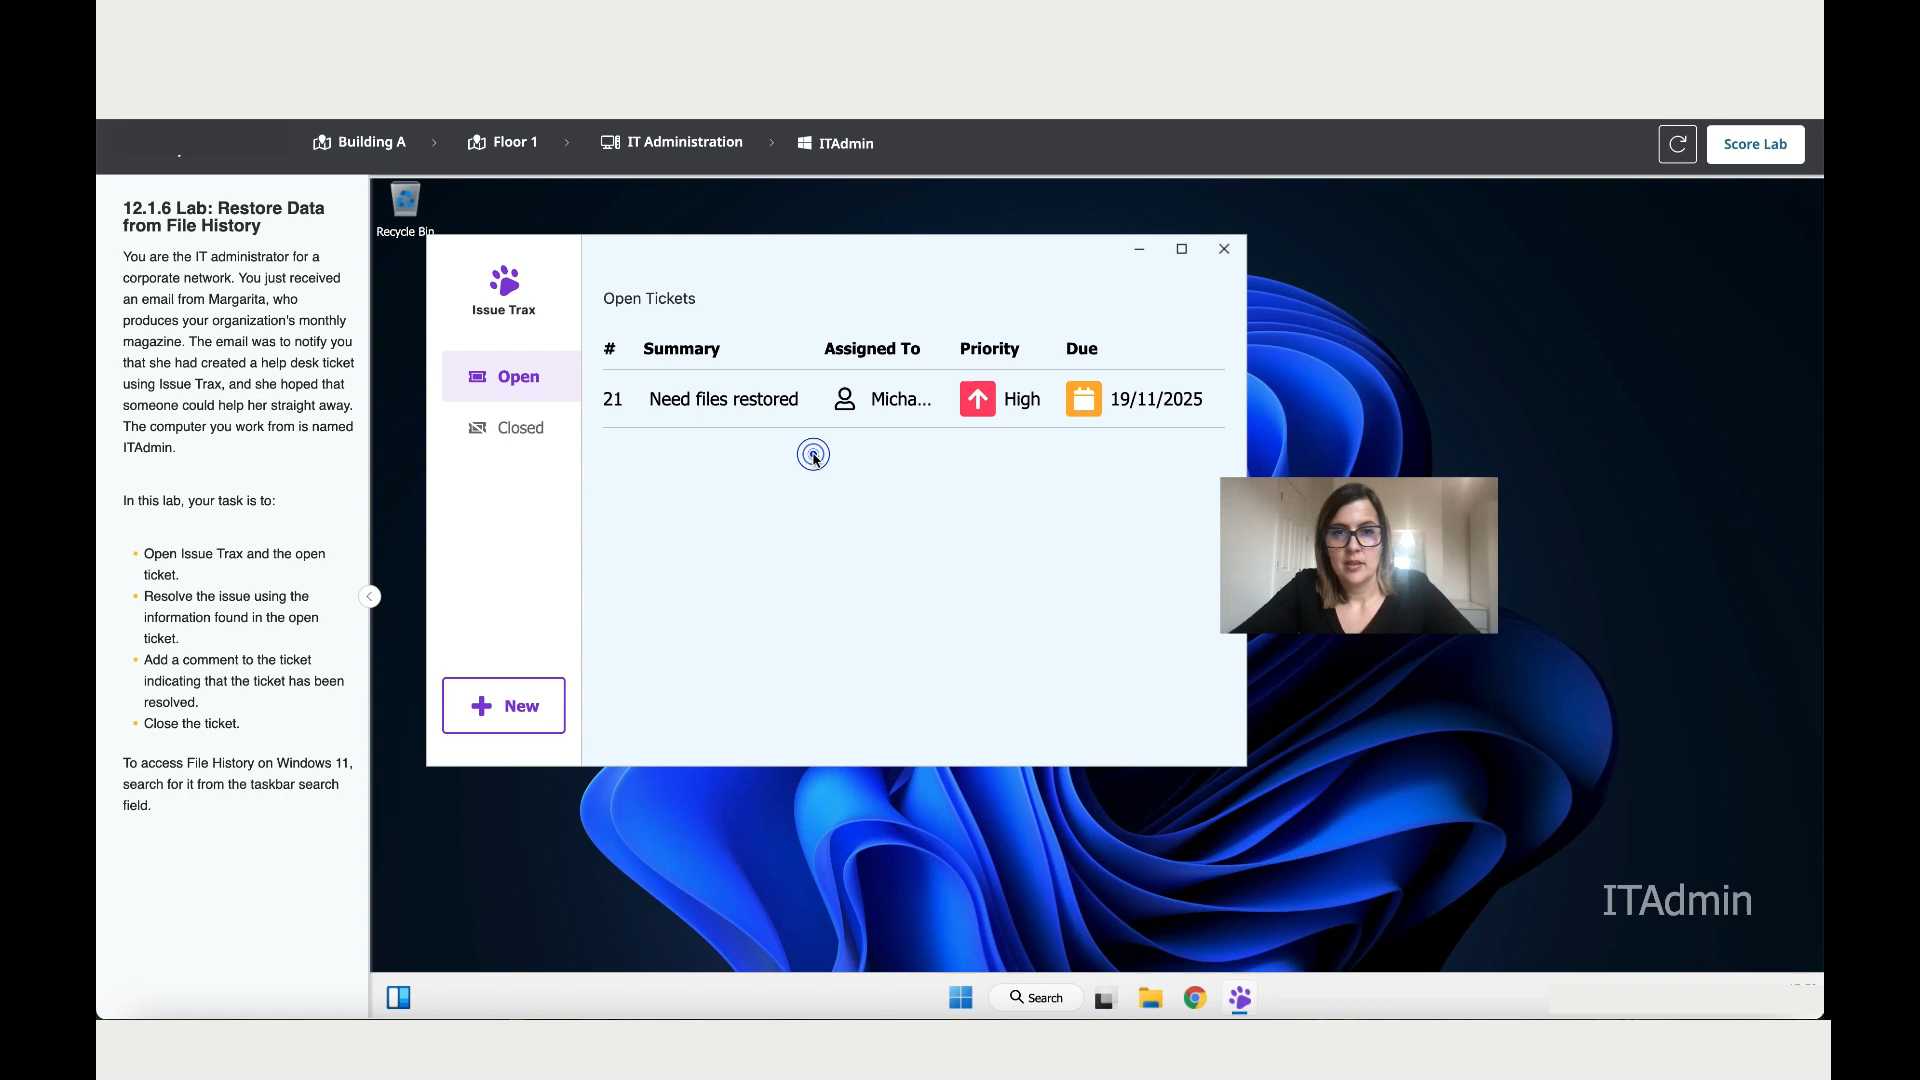 Building A
Floor 1
IT Administration
ITAdmin
Score Lab
12.1.6 Lab: Restore Data
from File History
You are the IT administrator for a
corporate network. You just received
an email from Margarita, who
produces your organization's monthly
magazine. The email was to notify you
that she had created a help desk ticket
using Issue Trax, and she hoped that
someone could help her straight away.
The computer you work from is named
ITAdmin.
In this lab, your task is to:
Open Issue Trax and the open
ticket.
Resolve the issue using the
information found in the open
ticket.
Add a comment to the ticket
indicating that the ticket has been
resolved.
Close the ticket.
To access File History on Windows 11,
search for it from the taskbar search
field.
Recycle Bin
Issue Trax
Open
Closed
New
Open Tickets
# Summary Assigned To Priority Due
21 Need files restored Micha... High 19/11/2025
ITAdmin
Search